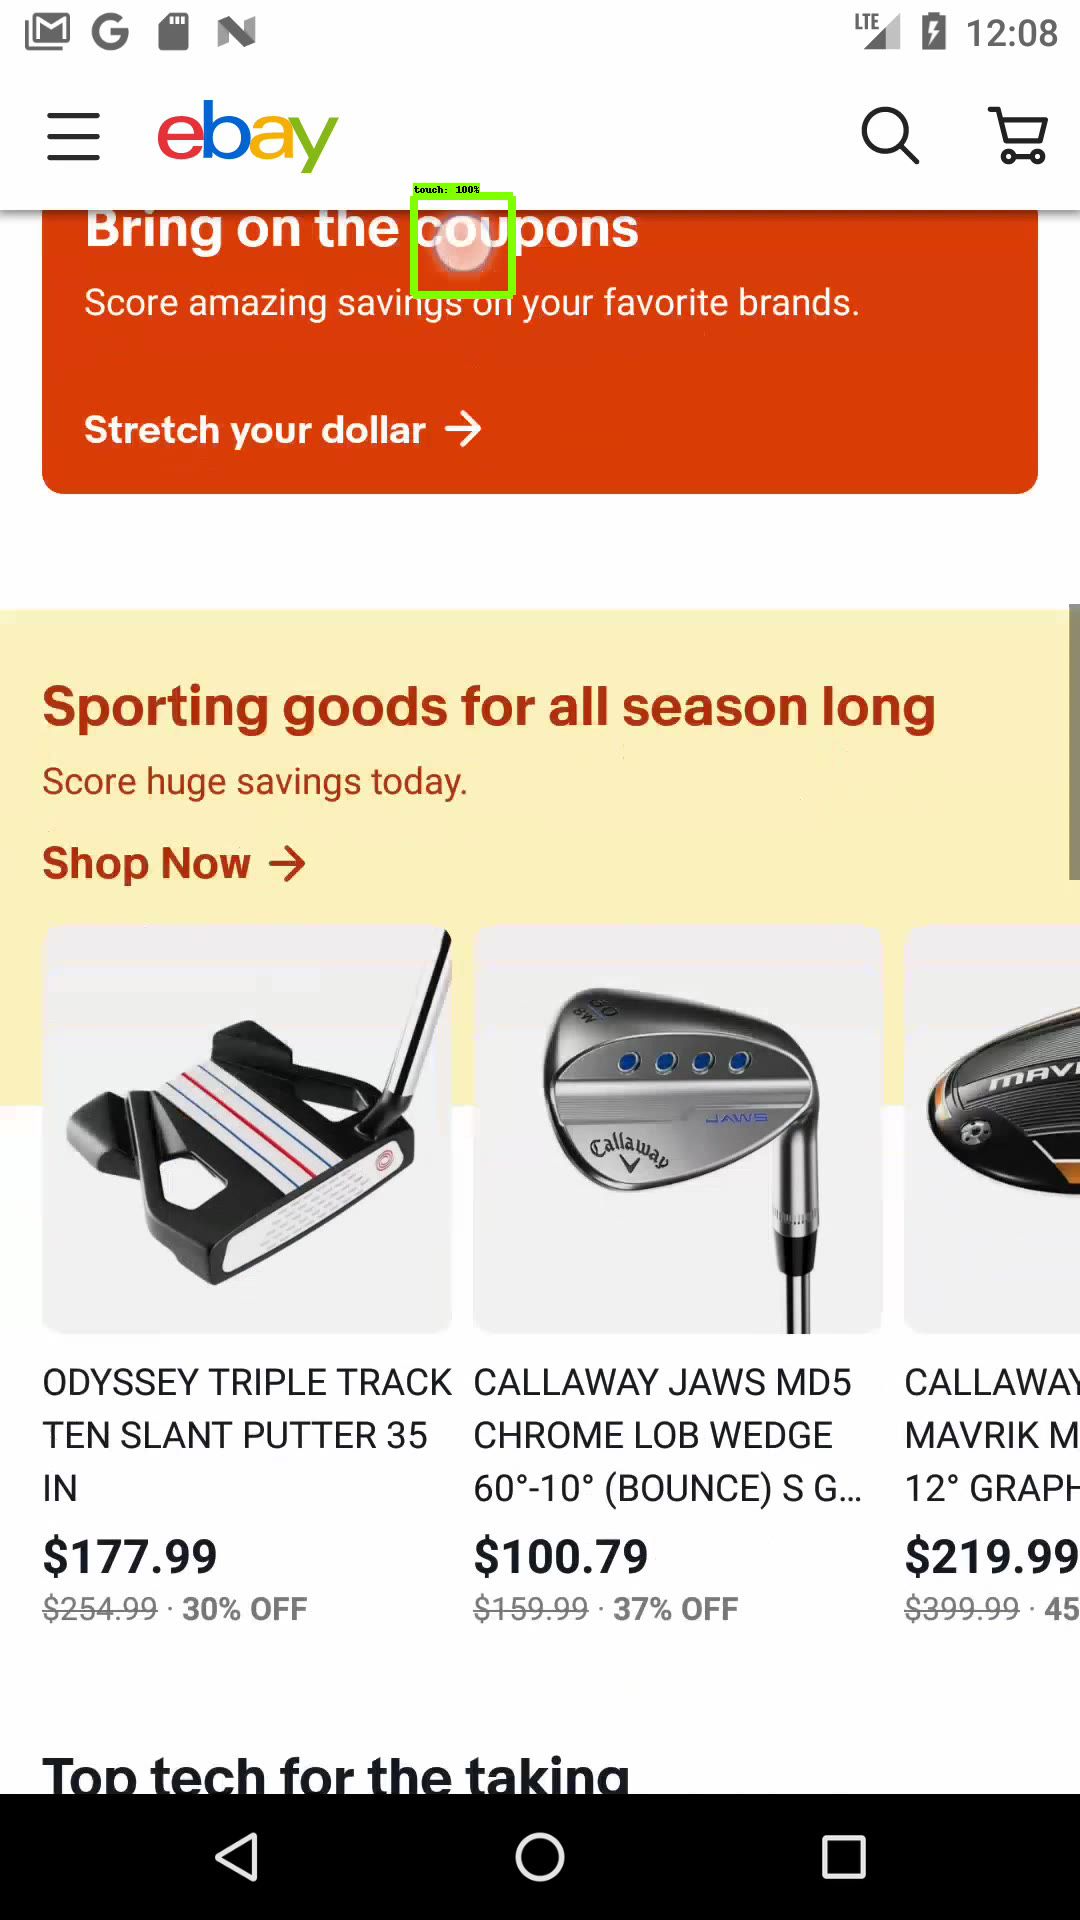 LTE 12:08
ebay
touch: 100%
Bring on the coupons
Score amazing savings on your favorite brands.
Stretch your dollar
Sporting goods for all season long
Score huge savings today.
Shop Now
60
SW
JAWS
Callaway
MAV
ODYSSEY TRIPLE TRACK
TEN SLANT PUTTER 35
IN
$177.99
$254.99 · 30% OFF
CALLAWAY JAWS MD5
CHROME LOB WEDGE
60°-10° (BOUNCE) S G...
$100.79
$159.99 · 37% OFF
CALLAWAY
MAVRIK M
12° GRAPH
$219.99
$399.99 · 45
Top tech for the taking